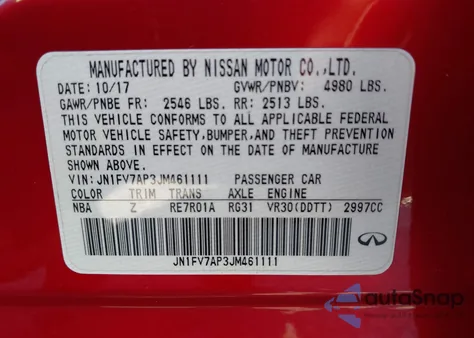 MANUFACTURED BY NISSAN MOTOR CO.,LTD.
DATE: 10/17 GVWR/PNBV: 4980 LBS.
GAWR/PNBE FR: 2546 LBS. RR: 2513 LBS.
THIS VEHICLE CONFORMS TO ALL APPLICABLE FEDERAL
MOTOR VEHICLE SAFETY,BUMPER,AND THEFT PREVENTION
STANDARDS IN EFFECT ON THE DATE OF MANUFACTURE
SHOWN ABOVE.
VIN: JN1FV7AP3JM461111 PASSENGER CAR
COLOR TRIM TRANS AXLE ENGINE
NBA Z RE7R01A RG31 VR30(DDTT) 2997CC
JN1FV7AP3JM461111
INFINITI
autoSnap